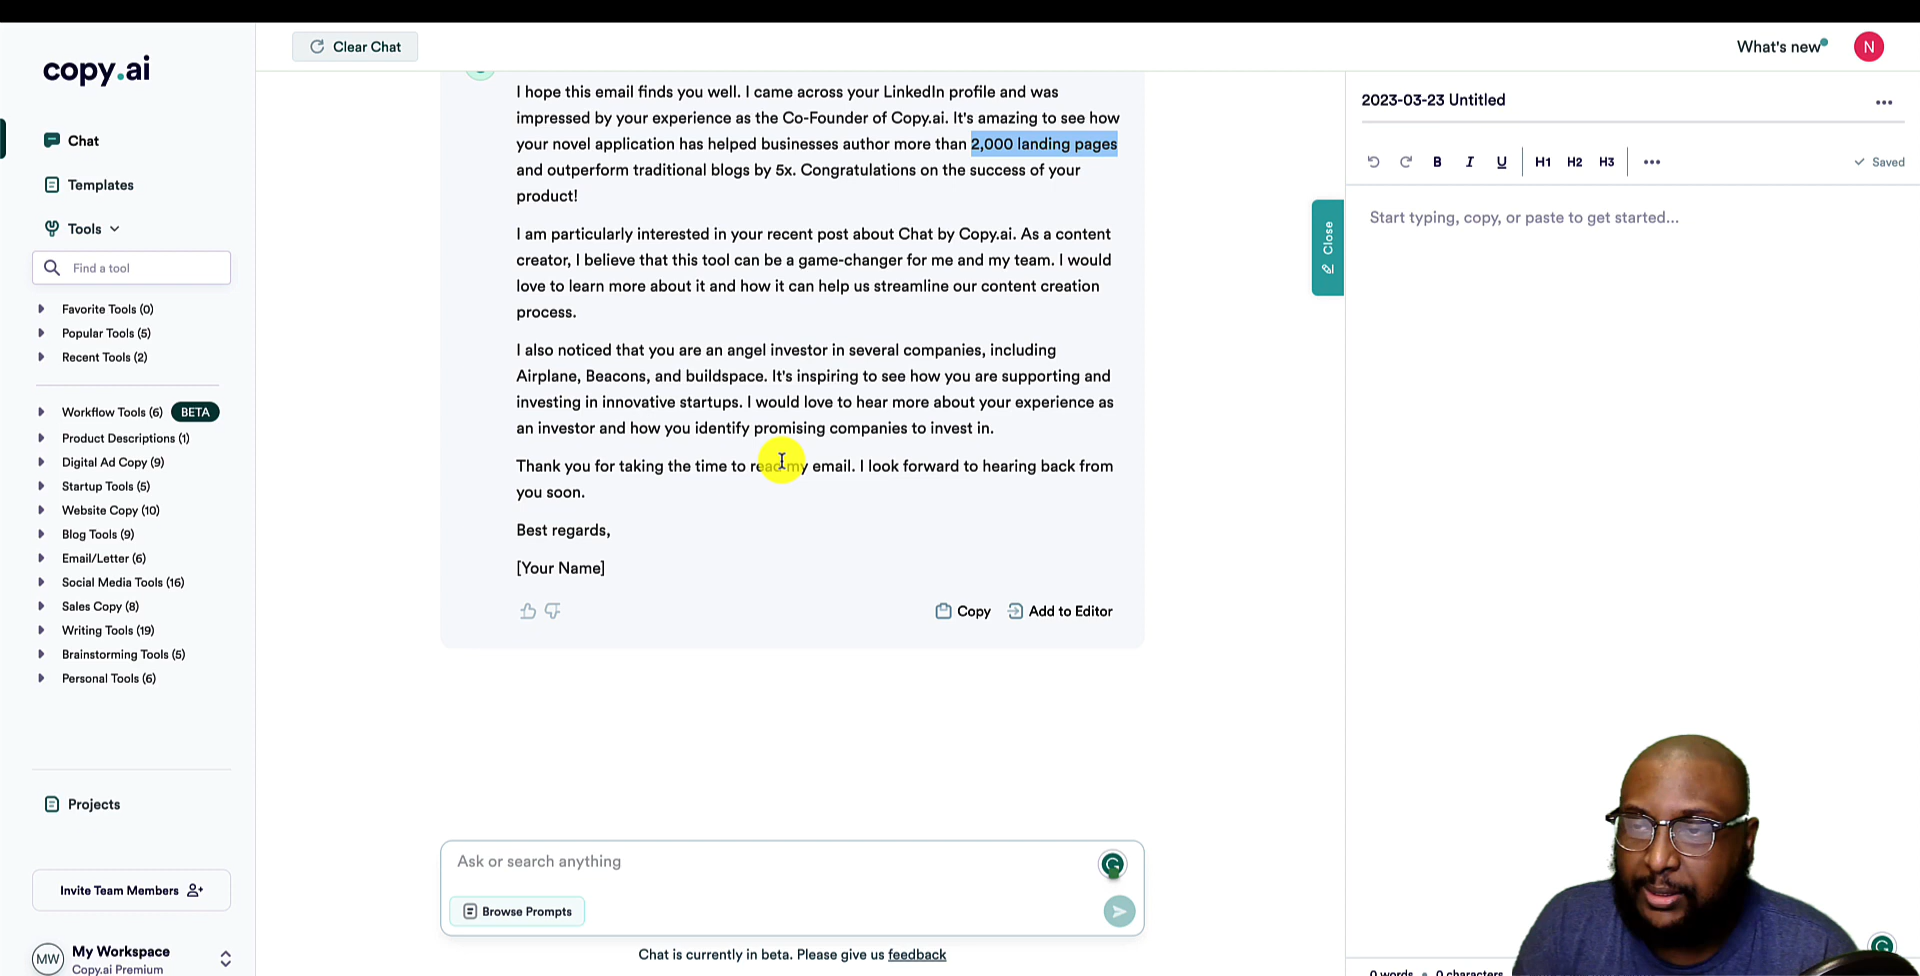 copy.ai
Clear Chat
What's new
N
Chat
Templates
Tools
Find a tool
Favorite Tools (0)
Popular Tools (5)
Recent Tools (2)
Workflow Tools (6) BETA
Product Descriptions (1)
Digital Ad Copy (9)
Startup Tools (5)
Website Copy (10)
Blog Tools (9)
Email/Letter (6)
Social Media Tools (16)
Sales Copy (8)
Writing Tools (19)
Brainstorming Tools (5)
Personal Tools (6)
Projects
Invite Team Members
MW
My Workspace
Copy.ai Premium
I hope this email finds you well. I came across your LinkedIn profile and was
impressed by your experience as the Co-Founder of Copy.ai. It's amazing to see how
your novel application has helped businesses author more than 2,000 landing pages
and outperform traditional blogs by 5x. Congratulations on the success of your
product!
I am particularly interested in your recent post about Chat by Copy.ai. As a content
creator, I believe that this tool can be a game-changer for me and my team. I would
love to learn more about it and how it can help us streamline our content creation
process.
I also noticed that you are an angel investor in several companies, including
Airplane, Beacons, and buildspace. It's inspiring to see how you are supporting and
investing in innovative startups. I would love to hear more about your experience as
an investor and how you identify promising companies to invest in.
Thank you for taking the time to read my email. I look forward to hearing back from
you soon.
Best regards,
[Your Name]
Copy
Add to Editor
Ask or search anything
Browse Prompts
Chat is currently in beta. Please give us feedback
Close
2023-03-23 Untitled
B I U H1 H2 H3
Saved
Start typing, copy, or paste to get started...
0 words • 0 characters